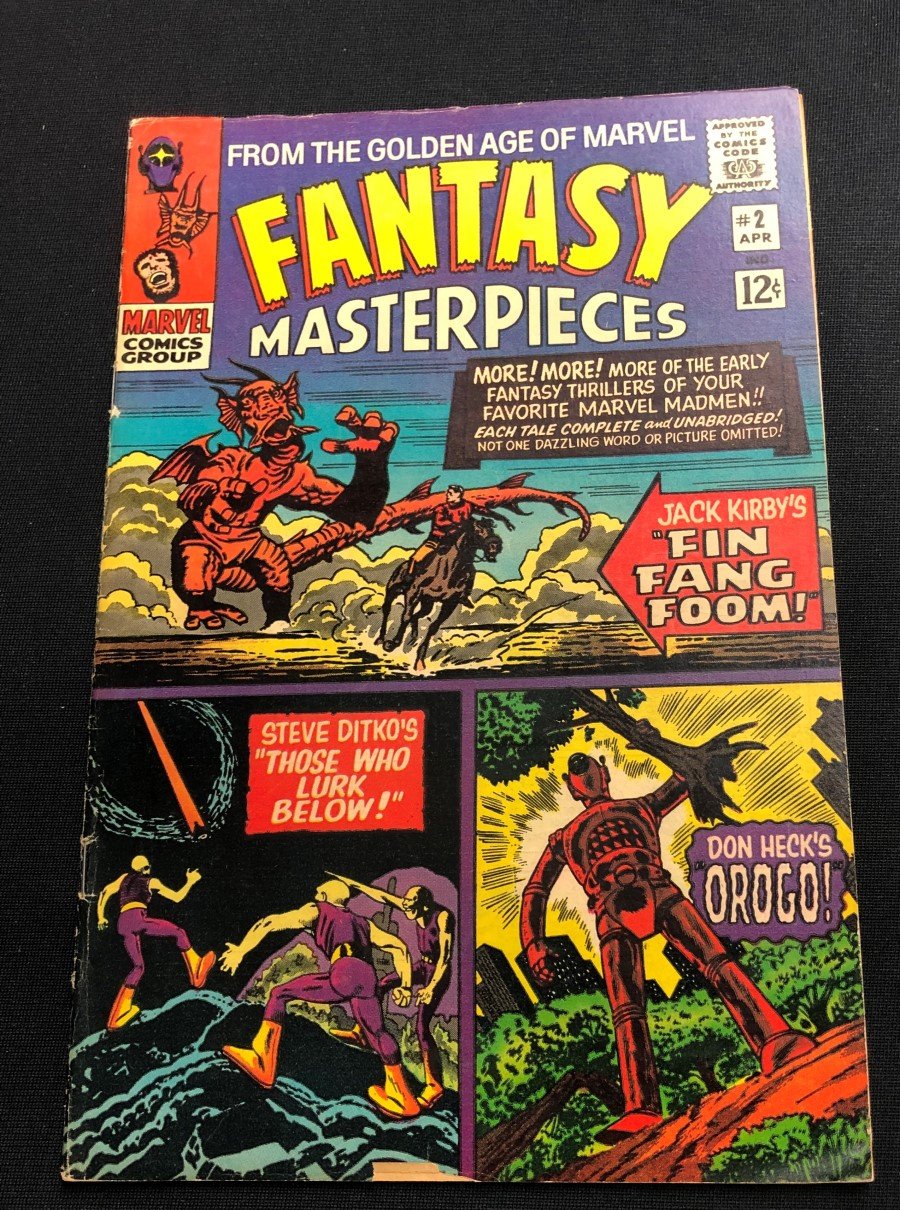 FROM THE GOLDEN AGE OF MARVEL
FANTASY
MASTERPIECES
APPROVED
BY THE
COMICS
CODE
CA
AUTHORITY
#2
APR
IND.
12¢
MARVEL
COMICS
GROUP
MORE! MORE! MORE OF THE EARLY
FANTASY THRILLERS OF YOUR
FAVORITE MARVEL MADMEN!!
EACH TALE COMPLETE and UNABRIDGED!
NOT ONE DAZZLING WORD OR PICTURE OMITTED!
JACK KIRBY'S
"FIN
FANG
FOOM!"
STEVE DITKO'S
"THOSE WHO
LURK
BELOW!"
DON HECK'S
"OROGO!"